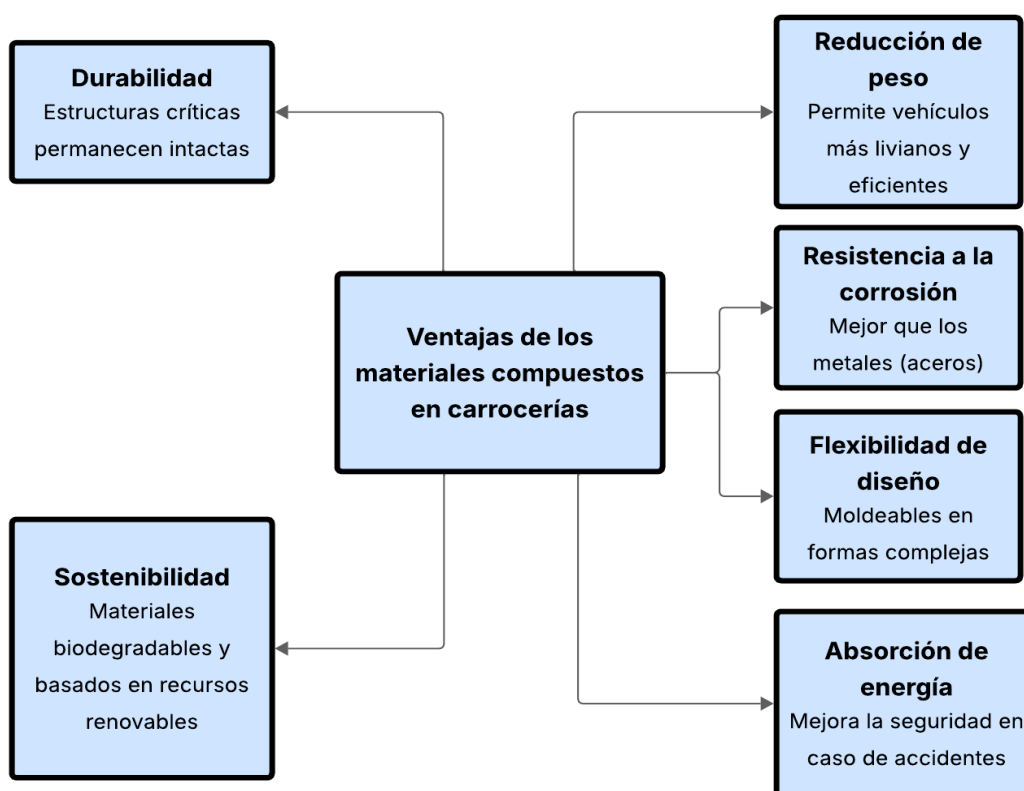 Durabilidad
Estructuras críticas
permanecen intactas
Reducción de
peso
Permite vehículos
más livianos y
eficientes
Resistencia a la
corrosión
Mejor que los
metales (aceros)
Ventajas de los
materiales compuestos
en carrocerías
Flexibilidad de
diseño
Moldeables en
formas complejas
Sostenibilidad
Materiales
biodegradables y
basados en recursos
renovables
Absorción de
energía
Mejora la seguridad en
caso de accidentes